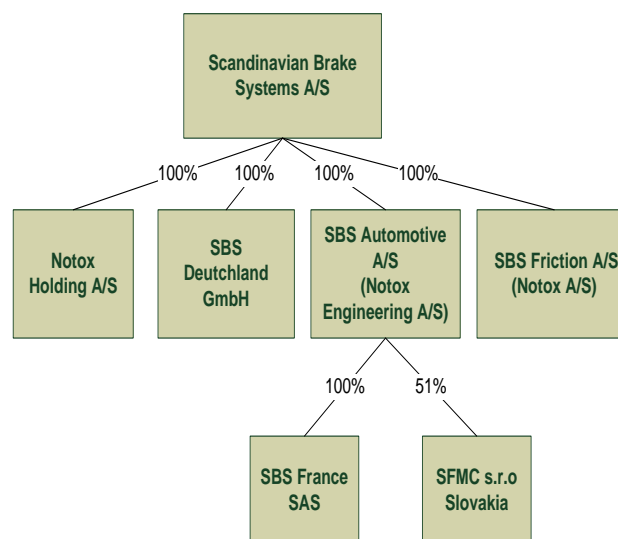 Scandinavian Brake
Systems A/S
100%
100%
100%
100%
Notox
Holding A/S
SBS
Deutchland
GmbH
SBS Automotive
A/S
(Notox
Engineering A/S)
SBS Friction A/S
(Notox A/S)
100%
51%
SBS France
SAS
SFMC s.r.o
Slovakia